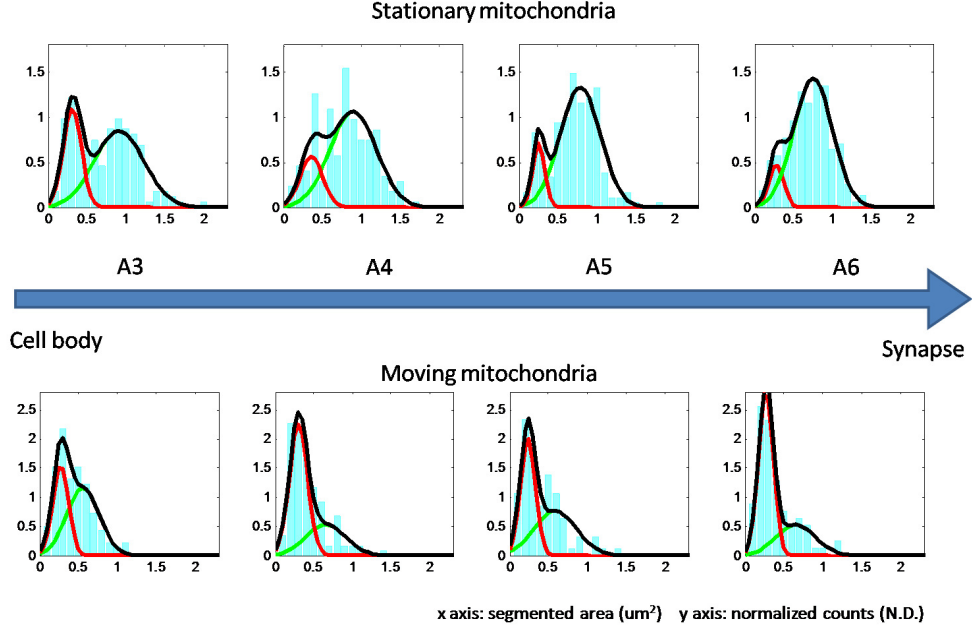 Stationary mitochondria
1.5 1.5 1.5 1.5
1 1 1 1
0.5 0.5 0.5 0.5
0 0 0 0
0 0.5 1 1.5 2 0 0.5 1 1.5 2 0 0.5 1 1.5 2 0 0.5 1 1.5 2
A3 A4 A5 A6
Cell body
Synapse
Moving mitochondria
2.5 2.5 2.5 2.5
2 2 2 2
1.5 1.5 1.5 1.5
1 1 1 1
0.5 0.5 0.5 0.5
0 0 0 0
0 0.5 1 1.5 2 0 0.5 1 1.5 2 0 0.5 1 1.5 2 0 0.5 1 1.5 2
x axis: segmented area (um²) y axis: normalized counts (N.D.)